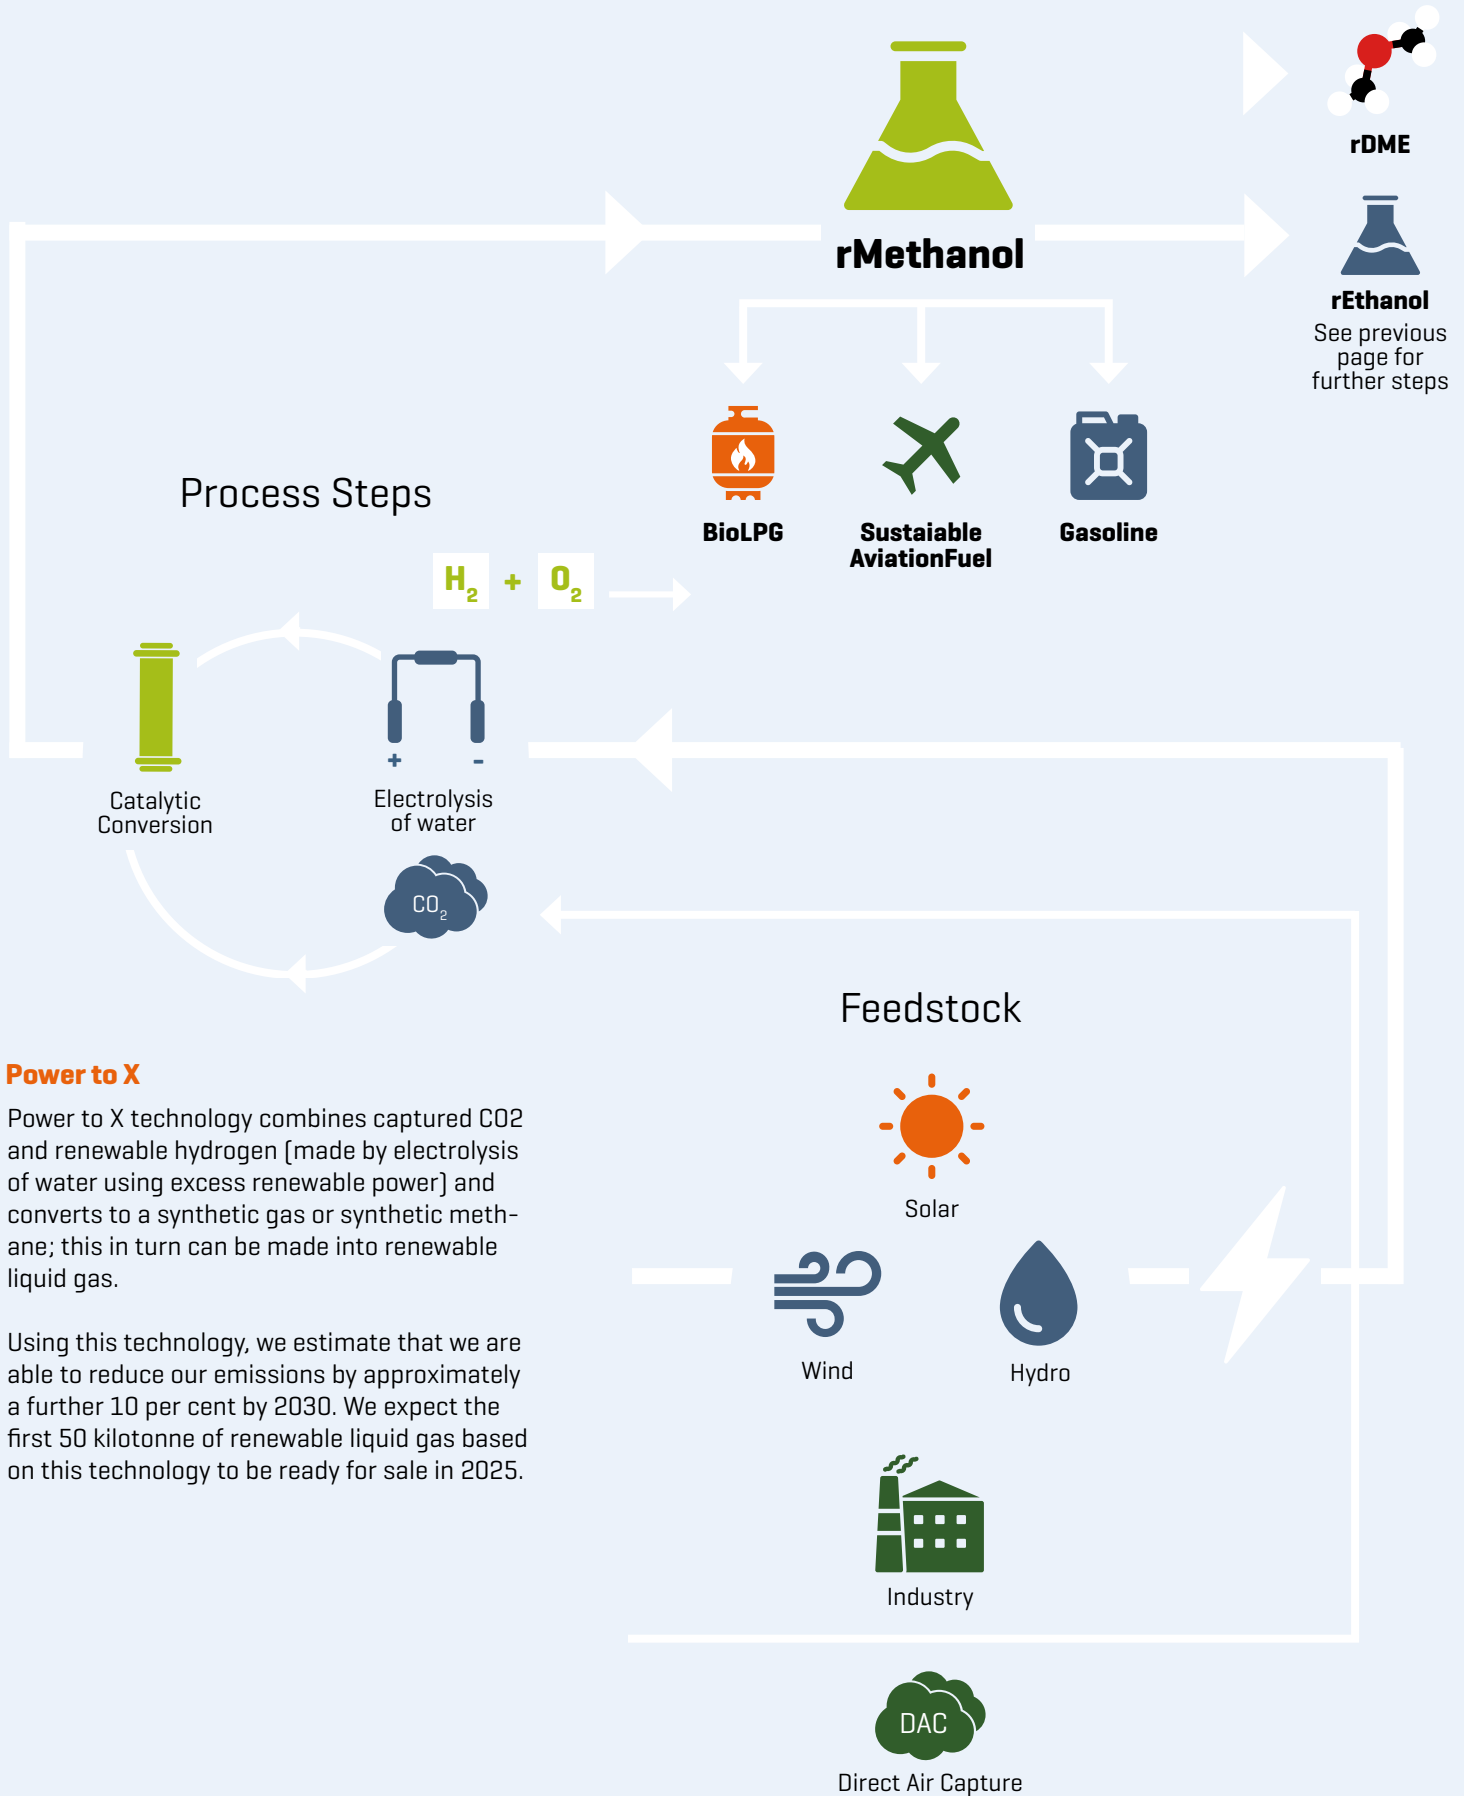 rDME
rMethanol
rEthanol
See previous
page for
further steps
BioLPG
Sustaiable
AviationFuel
Gasoline
Process Steps
H2 + O2
+ -
Catalytic
Conversion
Electrolysis
of water
CO2
Feedstock
Power to X
Power to X technology combines captured CO2
and renewable hydrogen (made by electrolysis
of water using excess renewable power) and
converts to a synthetic gas or synthetic meth-
ane; this in turn can be made into renewable
liquid gas.
Using this technology, we estimate that we are
able to reduce our emissions by approximately
a further 10 per cent by 2030. We expect the
first 50 kilotonne of renewable liquid gas based
on this technology to be ready for sale in 2025.
Solar
Wind
Hydro
Industry
DAC
Direct Air Capture